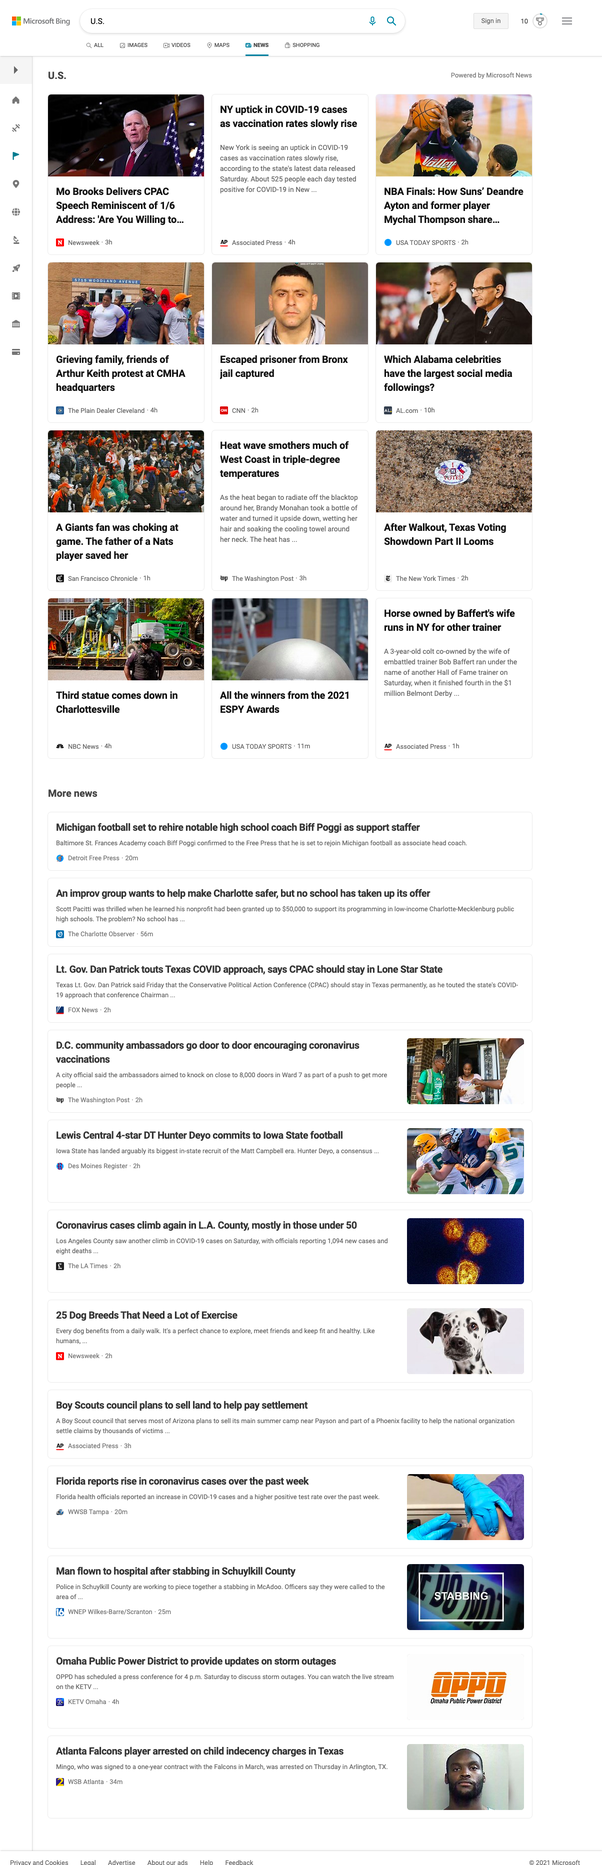 Microsoft Bing
U.S.
Sign in
10
ALL
IMAGES
VIDEOS
MAPS
NEWS
SHOPPING
U.S.
Powered by Microsoft News
Mo Brooks Delivers CPAC
Speech Reminiscent of 1/6
Address: 'Are You Willing to...
Newsweek · 3h
NY uptick in COVID-19 cases
as vaccination rates slowly rise
New York is seeing an uptick in COVID-19
cases as vaccination rates slowly rise,
according to the state's latest data released
Saturday. About 525 people each day tested
positive for COVID-19 in New ...
AP
Associated Press · 4h
NBA Finals: How Suns' Deandre
Ayton and former player
Mychal Thompson share...
USA TODAY SPORTS · 2h
Grieving family, friends of
Arthur Keith protest at CMHA
headquarters
The Plain Dealer Cleveland · 4h
Escaped prisoner from Bronx
jail captured
CNN · 2h
Which Alabama celebrities
have the largest social media
followings?
AL.com · 10h
A Giants fan was choking at
game. The father of a Nats
player saved her
San Francisco Chronicle · 1h
Heat wave smothers much of
West Coast in triple-degree
temperatures
As the heat began to radiate off the blacktop
around her, Brandy Monahan took a bottle of
water and turned it upside down, wetting her
hair and soaking the cooling towel around
her neck. The heat has ...
wp
The Washington Post · 3h
VOTED
After Walkout, Texas Voting
Showdown Part II Looms
The New York Times · 2h
Third statue comes down in
Charlottesville
NBC News · 4h
All the winners from the 2021
ESPY Awards
USA TODAY SPORTS · 11m
Horse owned by Baffert's wife
runs in NY for other trainer
A 3-year-old colt co-owned by the wife of
embattled trainer Bob Baffert ran under the
name of another Hall of Fame trainer on
Saturday, when it finished fourth in the $1
million Belmont Derby ...
AP
Associated Press · 1h
More news
Michigan football set to rehire notable high school coach Biff Poggi as support staffer
Baltimore St. Frances Academy coach Biff Poggi confirmed to the Free Press that he is set to rejoin Michigan football as associate head coach.
Detroit Free Press · 20m
An improv group wants to help make Charlotte safer, but no school has taken up its offer
Scott Pacitti was thrilled when he learned his nonprofit had been granted up to $50,000 to support its programming in low-income Charlotte-Mecklenburg public
high schools. The problem? No school has ...
The Charlotte Observer · 56m
Lt. Gov. Dan Patrick touts Texas COVID approach, says CPAC should stay in Lone Star State
Texas Lt. Gov. Dan Patrick said Friday that the Conservative Political Action Conference (CPAC) should stay in Texas permanently, as he touted the state's COVID-
19 approach that conference Chairman ...
FOX News · 2h
D.C. community ambassadors go door to door encouraging coronavirus
vaccinations
A city official said the ambassadors aimed to knock on close to 8,000 doors in Ward 7 as part of a push to get more
people ...
wp
The Washington Post · 2h
Lewis Central 4-star DT Hunter Deyo commits to Iowa State football
Iowa State has landed arguably its biggest in-state recruit of the Matt Campbell era. Hunter Deyo, a consensus ...
Des Moines Register · 2h
Coronavirus cases climb again in L.A. County, mostly in those under 50
Los Angeles County saw another climb in COVID-19 cases on Saturday, with officials reporting 1,094 new cases and
eight deaths ...
The LA Times · 2h
25 Dog Breeds That Need a Lot of Exercise
Every dog benefits from a daily walk. It's a perfect chance to explore, meet friends and keep fit and healthy. Like
humans, ...
Newsweek · 2h
Boy Scouts council plans to sell land to help pay settlement
A Boy Scout council that serves most of Arizona plans to sell its main summer camp near Payson and part of a Phoenix facility to help the national organization
settle claims by thousands of victims ...
AP
Associated Press · 3h
Florida reports rise in coronavirus cases over the past week
Florida health officials reported an increase in COVID-19 cases and a higher positive test rate over the past week.
WWSB Tampa · 20m
Man flown to hospital after stabbing in Schuylkill County
Police in Schuylkill County are working to piece together a stabbing in McAdoo. Officers say they were called to the
area of ...
WNEP Wilkes-Barre/Scranton · 25m
STABBING
Omaha Public Power District to provide updates on storm outages
OPPD has scheduled a press conference for 4 p.m. Saturday to discuss storm outages. You can watch the live stream
on the KETV ...
KETV Omaha · 4h
OPPD
Omaha Public Power District
Atlanta Falcons player arrested on child indecency charges in Texas
Mingo, who was signed to a one-year contract with the Falcons in March, was arrested on Thursday in Arlington, TX.
WSB Atlanta · 34m
Privacy and Cookies
Legal
Advertise
About our ads
Help
Feedback
© 2021 Microsoft